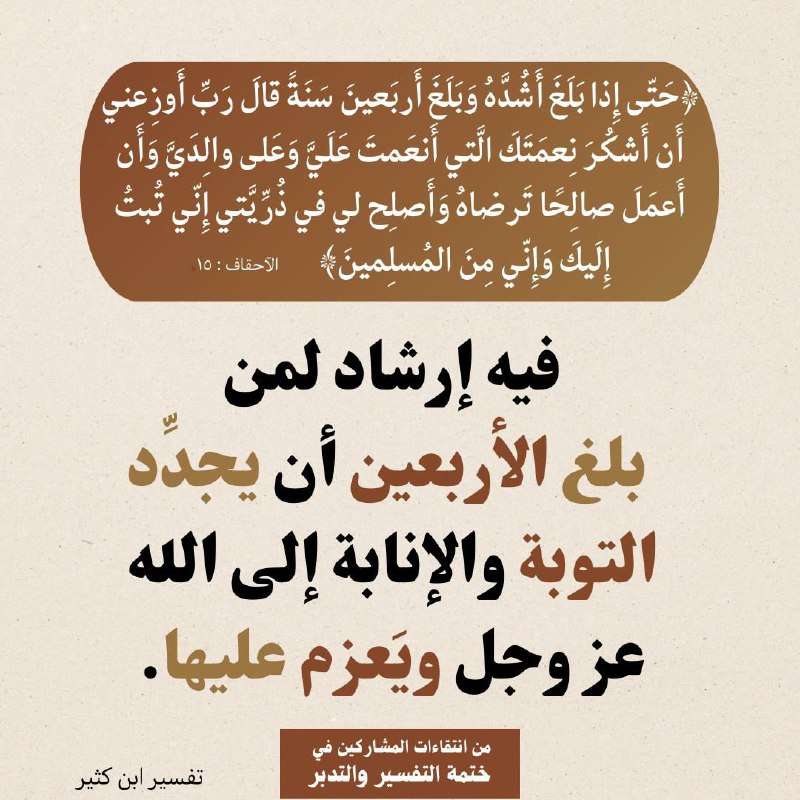 ﴿حَتّى إِذا بَلَغَ أَشُدَّهُ وَبَلَغَ أَربَعينَ سَنَةً قالَ رَبِّ أَوزِعني
أَن أَشكُرَ نِعمَتَكَ الَّتي أَنعَمتَ عَلَيَّ وَعَلى والِدَيَّ وَأَن
أَعمَلَ صالِحًا تَرضاهُ وَأَصلِح لي في ذُرِّيَّتي إِنّي تُبتُ
إِلَيكَ وَإِنّي مِنَ المُسلِمينَ﴾ الآحقاف : ١٥.
فيه إرشاد لمن
بلغ الأربعين أن يجدِّد
التوبة والإنابة إلى الله
عز وجل ويَعزم عليها.
من انتقاءات المشاركين في
ختمة التفسير والتدبر
تفسير ابن كثير